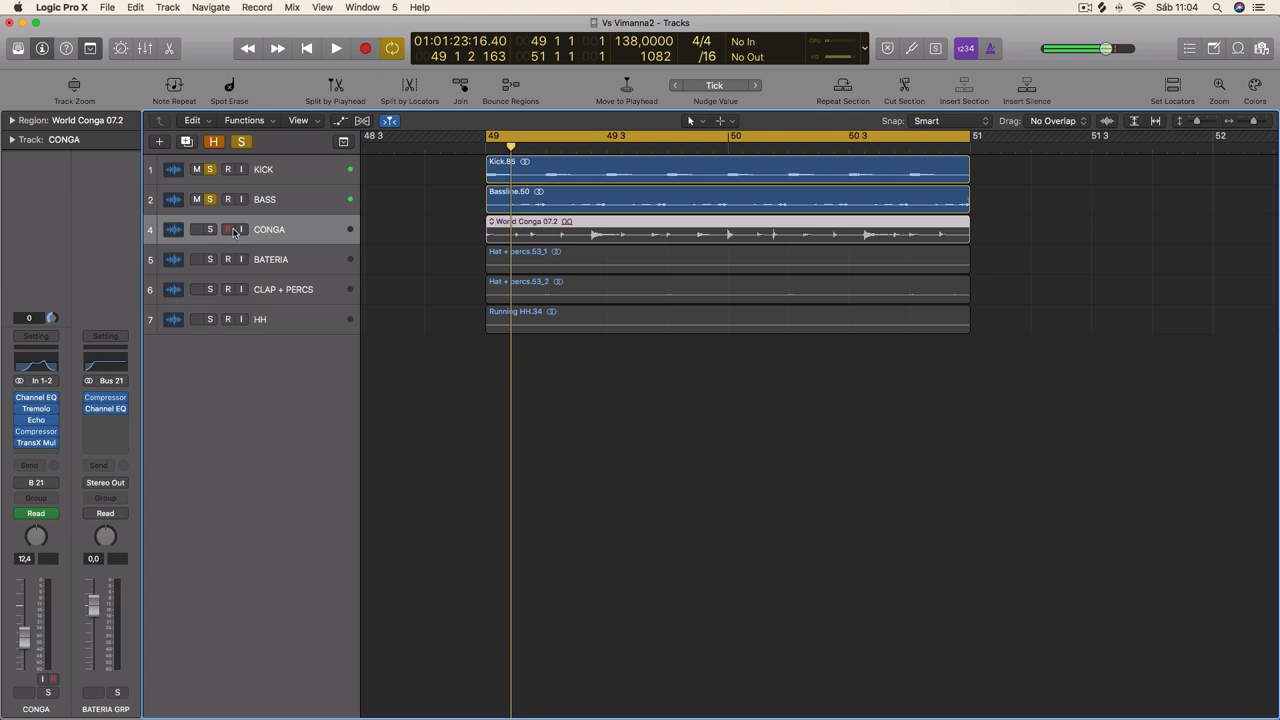 Logic Pro X File Edit Track Navigate Record Mix View Window 5 Help Sáb 11:04
Vs Vimanna2 - Tracks
01:01:23:16.40 49 1 1 138,0000 4/4 No In CPU
49 1 2 163 51 1 1 1082 /16 No Out HD
1234
Track Zoom Note Repeat Spot Erase Split by Playhead Split by Locators Join Bounce Regions Move to Playhead Tick Nudge Value Repeat Section Cut Section Insert Section Insert Silence Set Locators Zoom Colors
Region: World Conga 07.2 Edit Functions View Snap: Smart Drag: No Overlap
Track: CONGA
H S
48 3 49 49 3 50 50 3 51 51 3 52
1 M S R I KICK Kick.85
2 M S R I BASS Bassline.50
4 S R I CONGA World Conga 07.2
5 S R I BATERIA Hat + percs.53_1
6 S R I CLAP + PERCS Hat + percs.53_2
7 S R I HH Running HH.34
0
Setting Setting
In 1-2 Bus 21
Channel EQ Compressor
Tremolo Channel EQ
Echo
Compressor
TransX Mul
Send Send
B 21 Stereo Out
Group Group
Read Read
12,4 0,0
I R
S S
CONGA BATERIA GRP